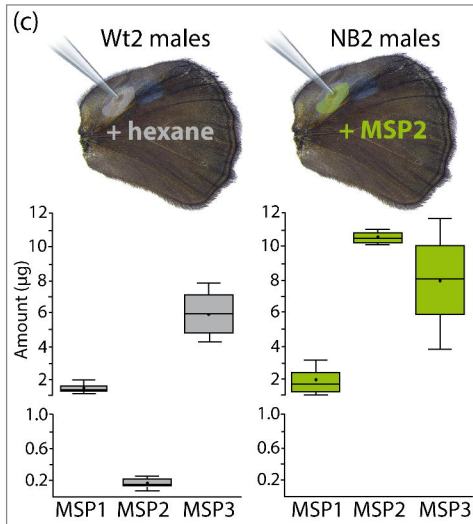 (c)
Wt2 males
NB2 males
+ hexane
+ MSP2
Amount (µg)
12
10
8
6
4
2
1.0
0.6
0.2
12
10
8
6
4
2
1.0
0.6
0.2
MSP1 MSP2 MSP3
MSP1 MSP2 MSP3